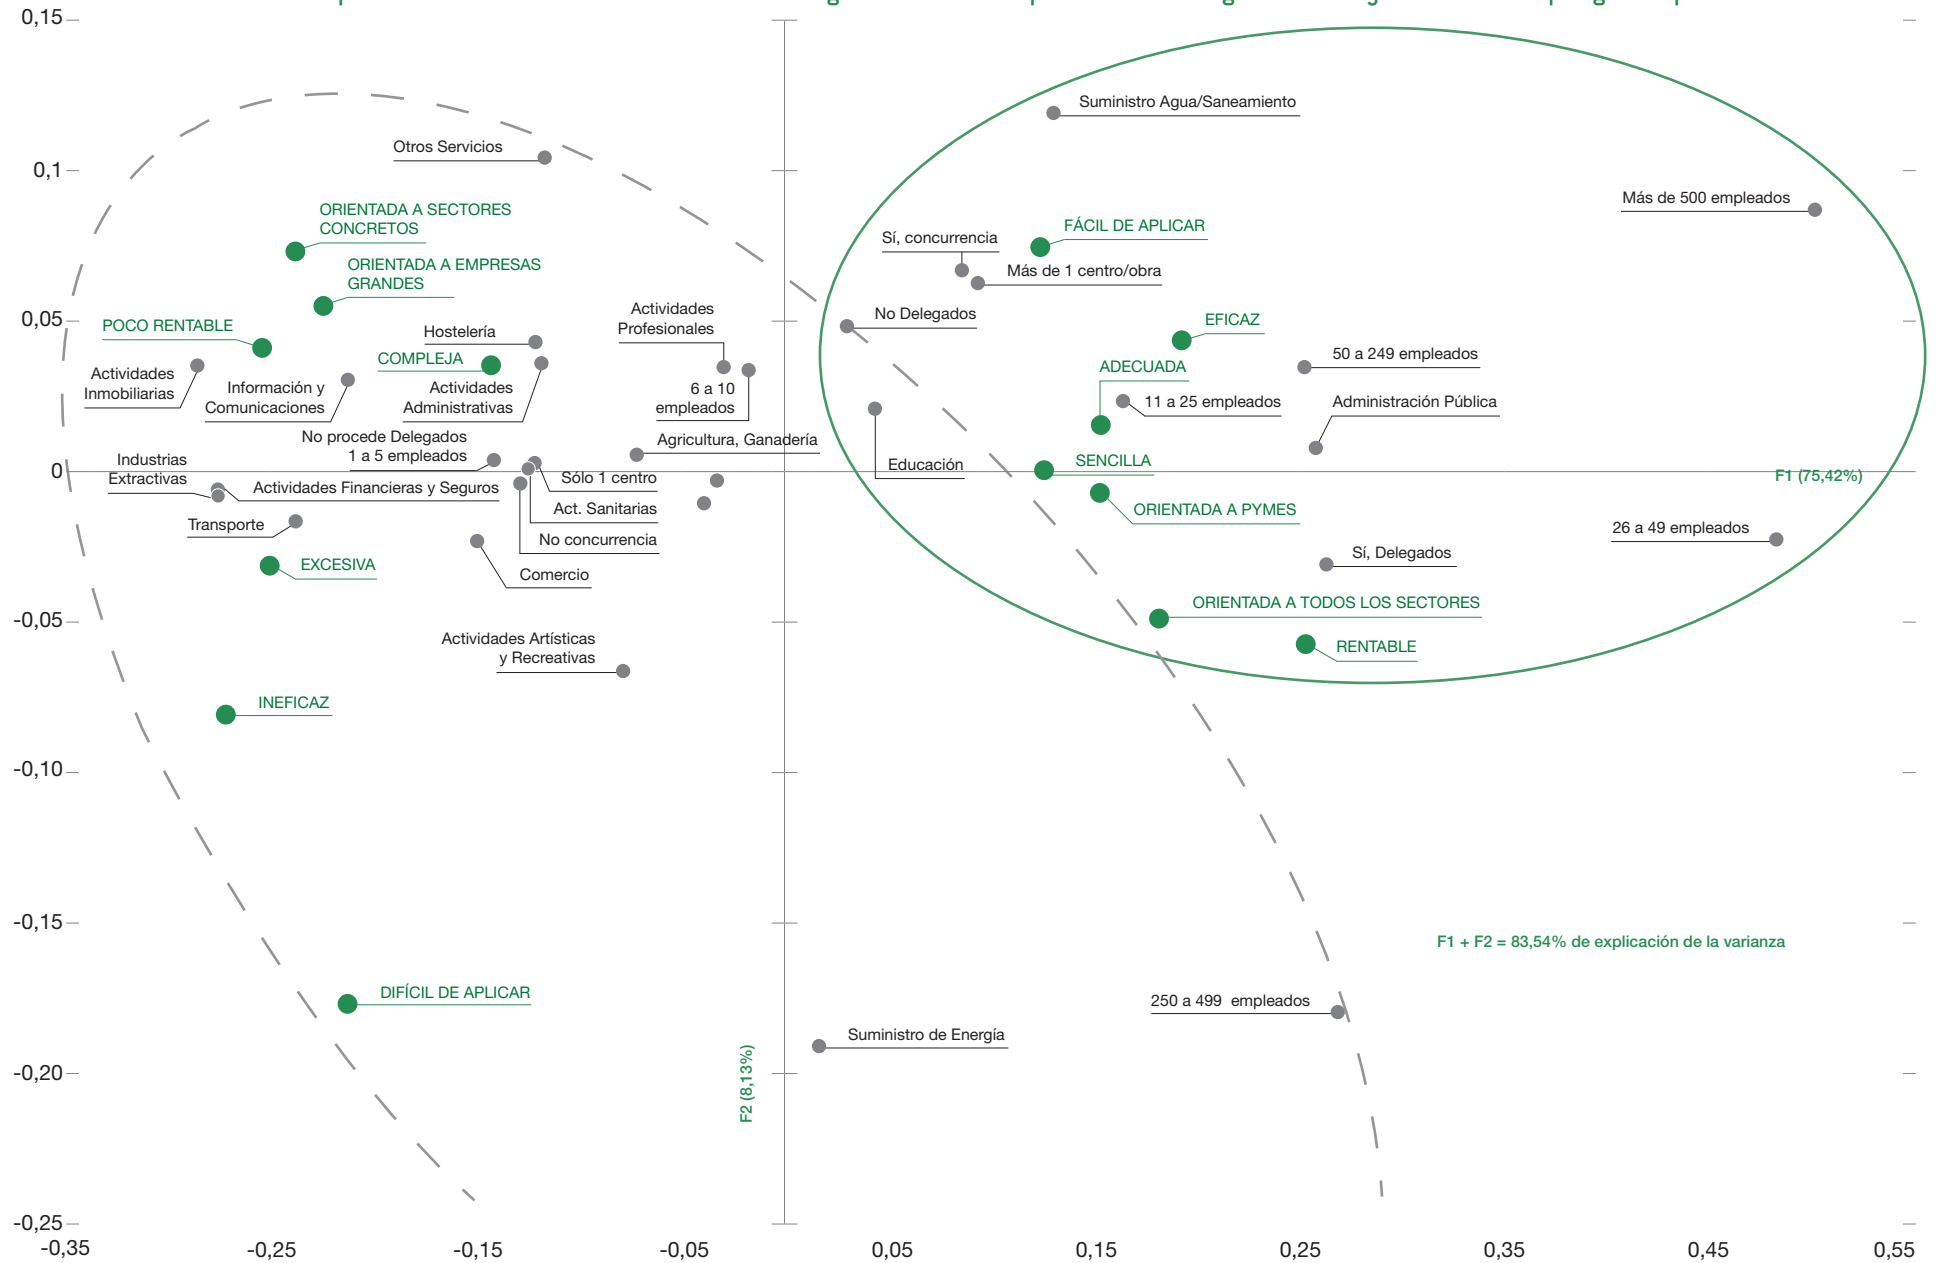 0,15
Suministro Agua/Saneamiento
Otros Servicios
0,1
Más de 500 empleados
ORIENTADA A SECTORES
CONCRETOS
FÁCIL DE APLICAR
Sí, concurrencia
ORIENTADA A EMPRESAS
GRANDES
Más de 1 centro/obra
Actividades
Profesionales
No Delegados
0,05
POCO RENTABLE
Hostelería
EFICAZ
COMPLEJA
50 a 249 empleados
Actividades
Inmobiliarias
ADECUADA
Información y
Comunicaciones
Actividades
Administrativas
6 a 10
empleados
11 a 25 empleados
Administración Pública
No procede Delegados
1 a 5 empleados
Agricultura, Ganadería
Industrias
Extractivas
0
Educación
SENCILLA
F1 (75,42%)
Actividades Financieras y Seguros
Sólo 1 centro
Act. Sanitarias
ORIENTADA A PYMES
Transporte
No concurrencia
26 a 49 empleados
Sí, Delegados
EXCESIVA
Comercio
ORIENTADA A TODOS LOS SECTORES
-0,05
Actividades Artísticas
y Recreativas
RENTABLE
INEFICAZ
-0,10
-0,15
F1 + F2 = 83,54% de explicación de la varianza
DIFÍCIL DE APLICAR
250 a 499 empleados
Suministro de Energía
-0,20
F2 (8,13%)
-0,25
-0,35
-0,25
-0,15
-0,05
0,05
0,15
0,25
0,35
0,45
0,55